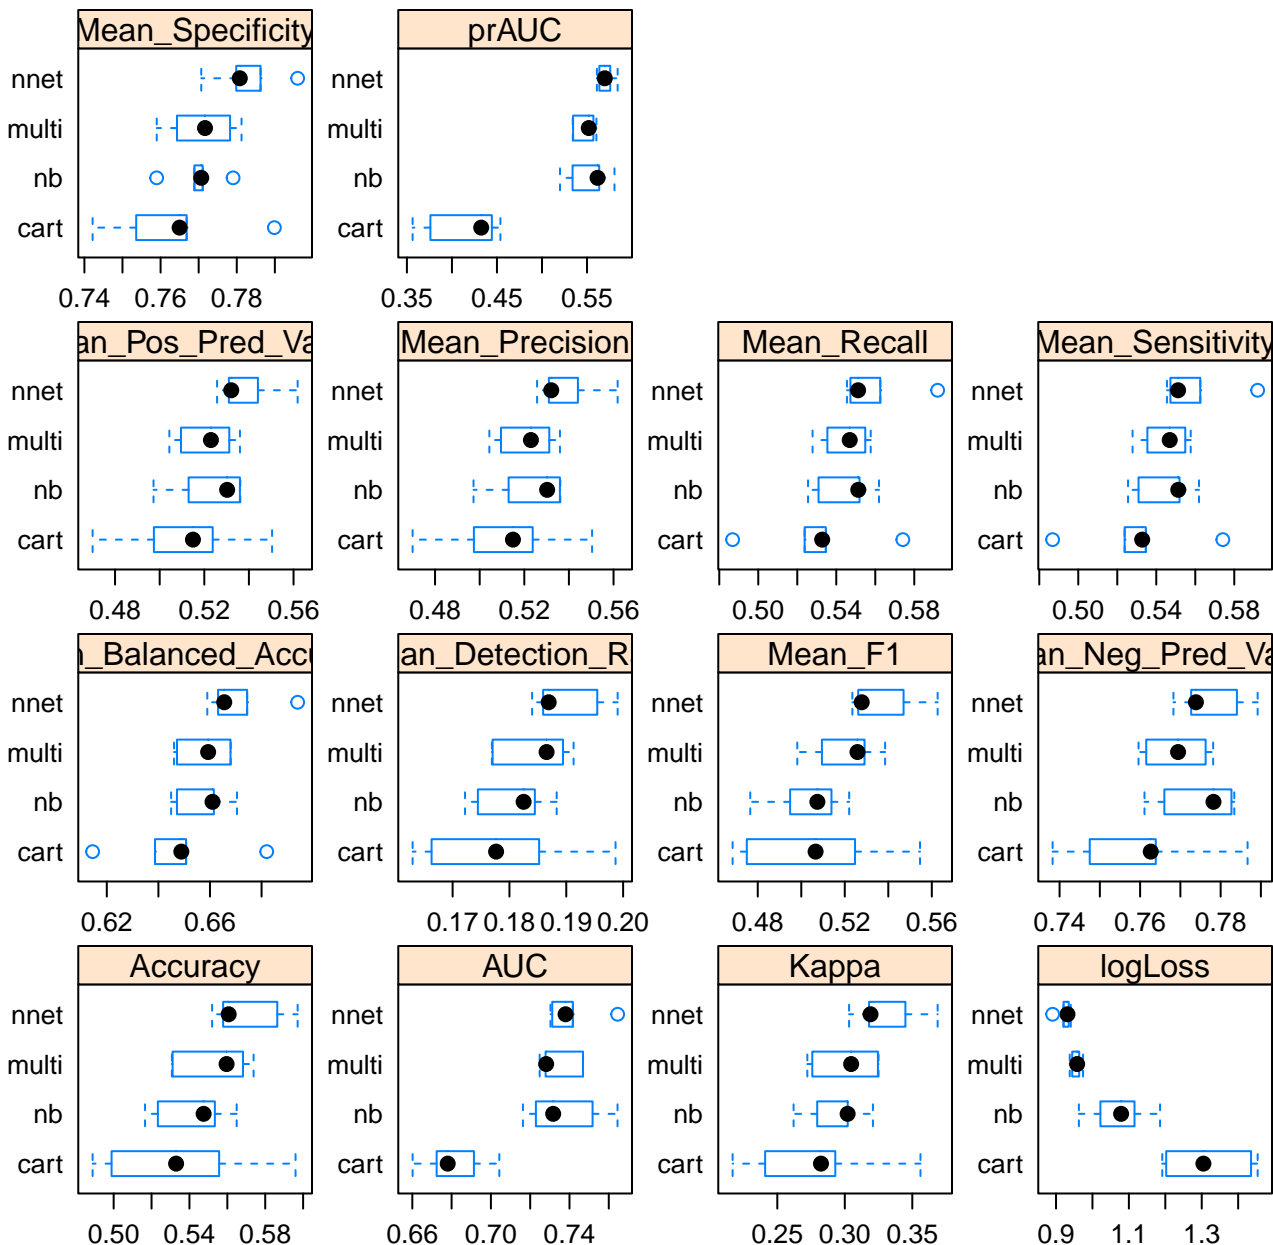 Mean_Specificity prAUC
nnet nnet
multi multi
nb nb
cart cart
0.74 0.76 0.78 0.35 0.45 0.55
an_Pos_Pred_Va Mean_Precision Mean_Recall Mean_Sensitivity
nnet nnet nnet nnet
multi multi multi multi
nb nb nb nb
cart cart cart cart
0.48 0.52 0.56 0.48 0.52 0.56 0.50 0.54 0.58 0.50 0.54 0.58
n_Balanced_Accu an_Detection_R Mean_F1 an_Neg_Pred_Va
nnet nnet nnet nnet
multi multi multi multi
nb nb nb nb
cart cart cart cart
0.62 0.66 0.17 0.18 0.19 0.20 0.48 0.52 0.56 0.74 0.76 0.78
Accuracy AUC Kappa logLoss
nnet nnet nnet nnet
multi multi multi multi
nb nb nb nb
cart cart cart cart
0.50 0.54 0.58 0.66 0.70 0.74 0.25 0.30 0.35 0.9 1.1 1.3